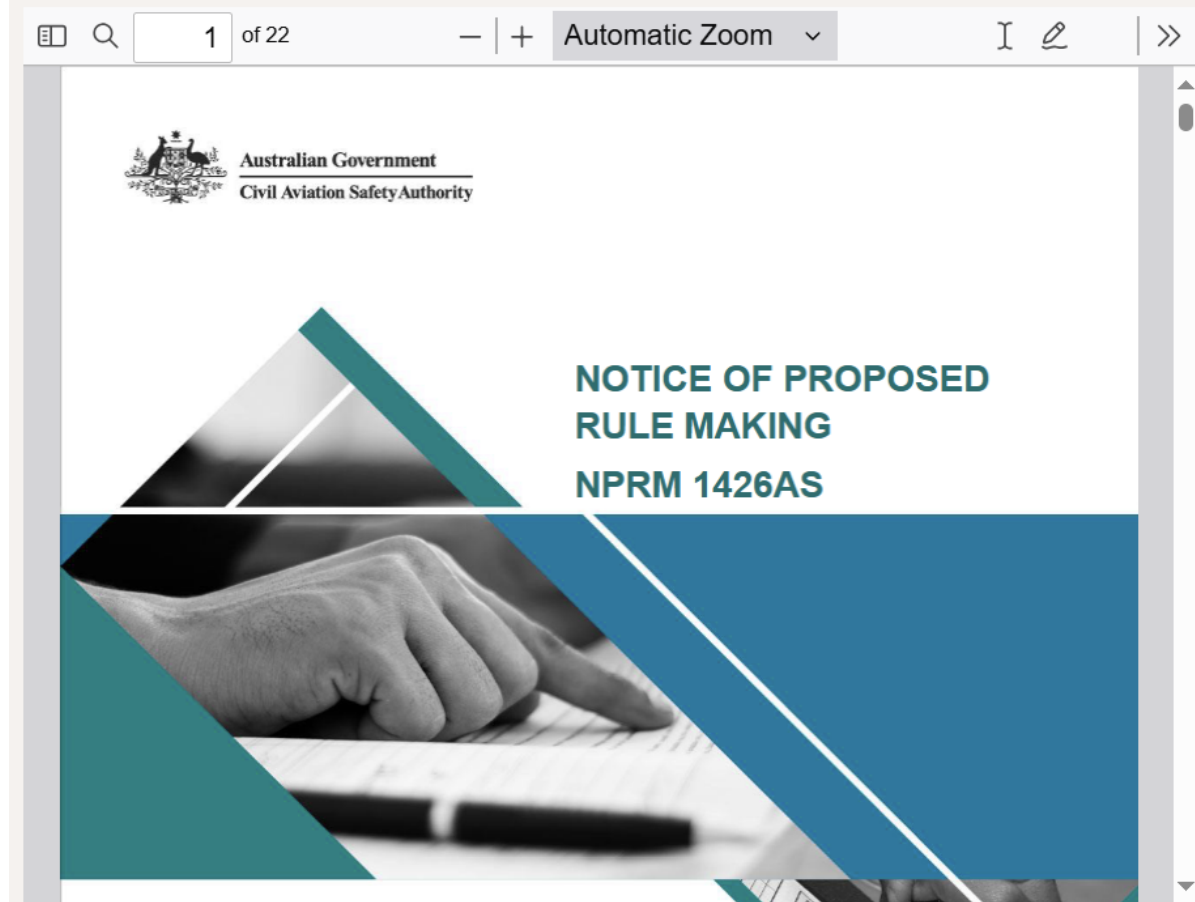 1 of 22 Automatic Zoom
Australian Government
Civil Aviation Safety Authority
NOTICE OF PROPOSED
RULE MAKING
NPRM 1426AS